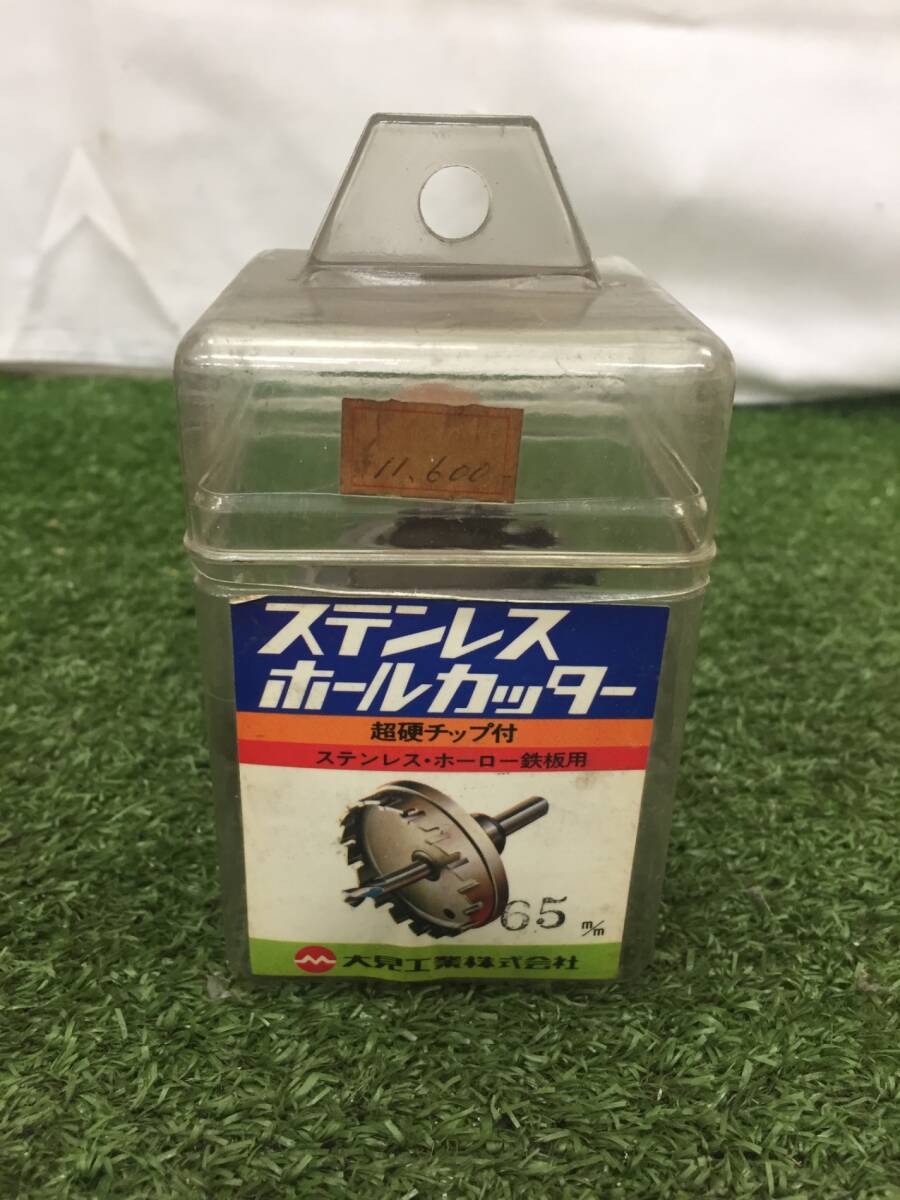 11.600-
ステンレス
ホールカッター
超硬チップ付
ステンレス・ホーロー鉄板用
65 m/m
大見工業株式会社